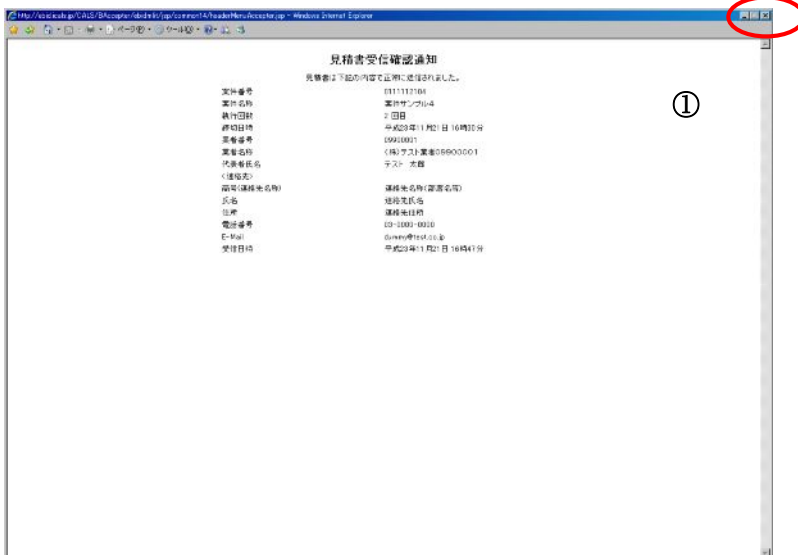 見積書受信確認通知
見積書は下記の内容で正常に送信されました。
案件番号 0111112104
案件名称 案件サンプル4
執行回数 2回目
締切日時 平成23年11月21日 16時30分
業者番号 09900001
業者名称 (株)テスト業者09900001
代表者氏名 テスト 太郎
<連絡先>
商号(連絡先名称) 連絡先名称(部署名等)
氏名 連絡先氏名
住所 連絡先住所
電話番号 03-0000-0000
E-Mail dummy@test.co.jp
受信日時 平成23年11月21日 16時47分
①